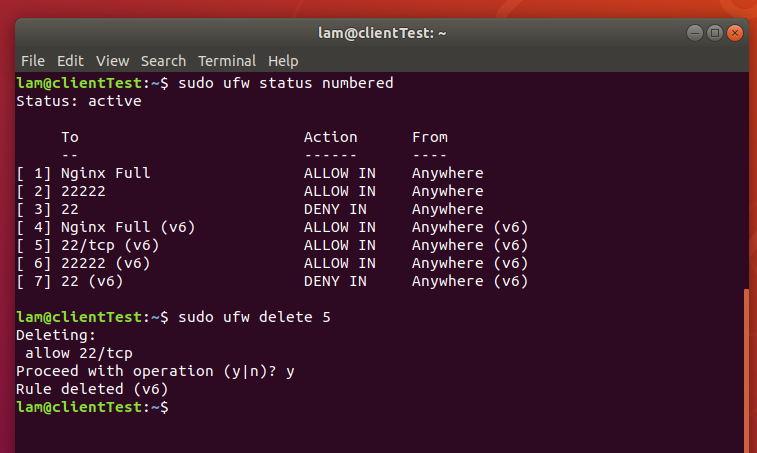 lam@clientTest: ~
File Edit View Search Terminal Help
lam@clientTest:~$ sudo ufw status numbered
Status: active
To Action From
-- ------ ----
[ 1] Nginx Full ALLOW IN Anywhere
[ 2] 22222 ALLOW IN Anywhere
[ 3] 22 DENY IN Anywhere
[ 4] Nginx Full (v6) ALLOW IN Anywhere (v6)
[ 5] 22/tcp (v6) ALLOW IN Anywhere (v6)
[ 6] 22222 (v6) ALLOW IN Anywhere (v6)
[ 7] 22 (v6) DENY IN Anywhere (v6)
lam@clientTest:~$ sudo ufw delete 5
Deleting:
allow 22/tcp
Proceed with operation (y|n)? y
Rule deleted (v6)
lam@clientTest:~$